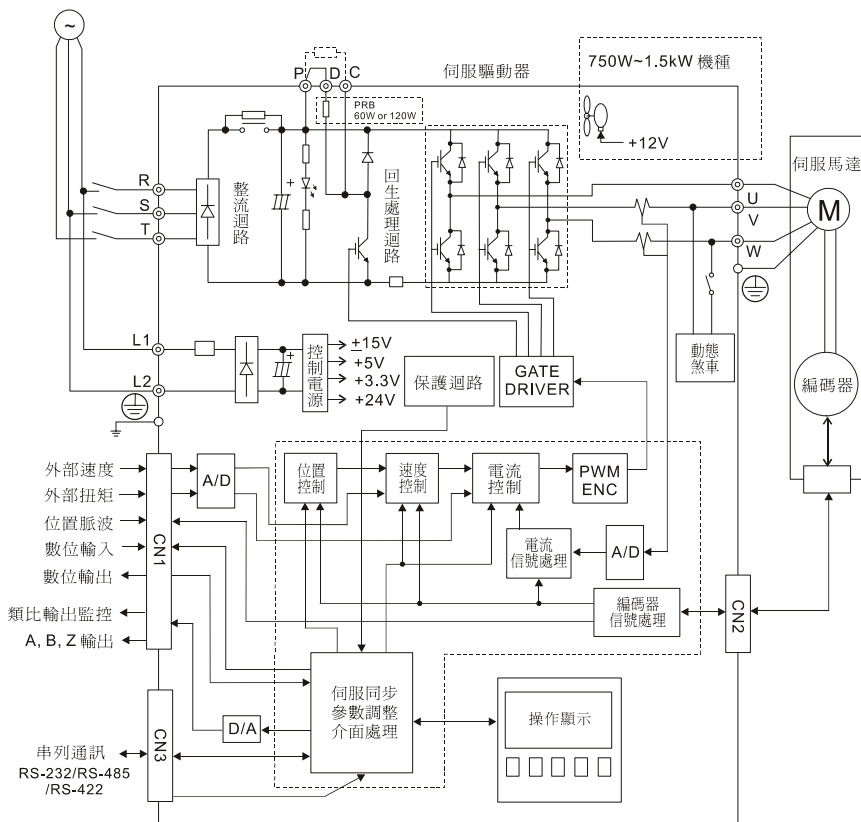 ~
P
D
C
伺服驅動器
750W~1.5kW 機種
+12V
PRB
60W or 120W
R
S
T
整流迴路
+
回生處理迴路
伺服馬達
U
V
W
M
L1
L2
+
控制電源
+15V
+5V
+3.3V
+24V
保護迴路
GATE
DRIVER
動態
煞車
編码器
外部速度
外部扭矩
位置脈波
數位輸入
數位輸出
類比輸出監控
A, B, Z 輸出
CN1
A/D
位置
控制
速度
控制
電流
控制
PWM
ENC
電流
信號處理
A/D
編碼器
信號處理
CN2
伺服同步
參數調整
介面處理
D/A
操作顯示
串列通訊
RS-232/RS-485
/RS-422
CN3